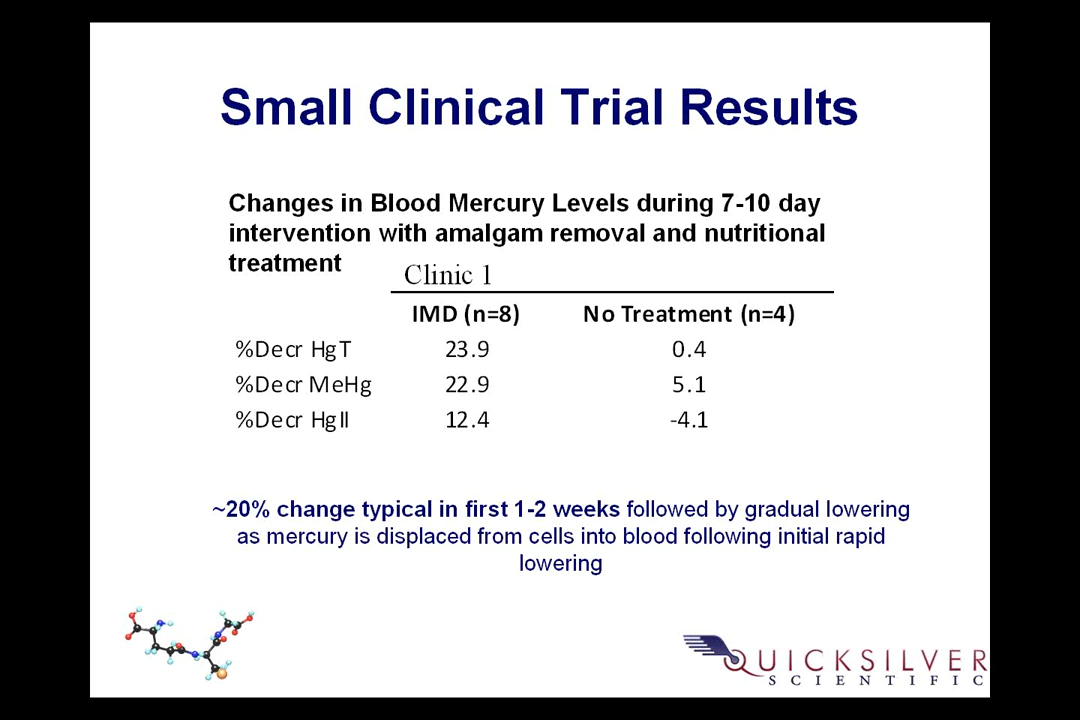 Small Clinical Trial Results
Changes in Blood Mercury Levels during 7-10 day
intervention with amalgam removal and nutritional
treatment
Clinic 1
IMD (n=8) No Treatment (n=4)
%Decr HgT 23.9 0.4
%Decr MeHg 22.9 5.1
%Decr HgII 12.4 -4.1
~20% change typical in first 1-2 weeks followed by gradual lowering
as mercury is displaced from cells into blood following initial rapid
lowering
QUICKSILVER
SCIENTIFIC